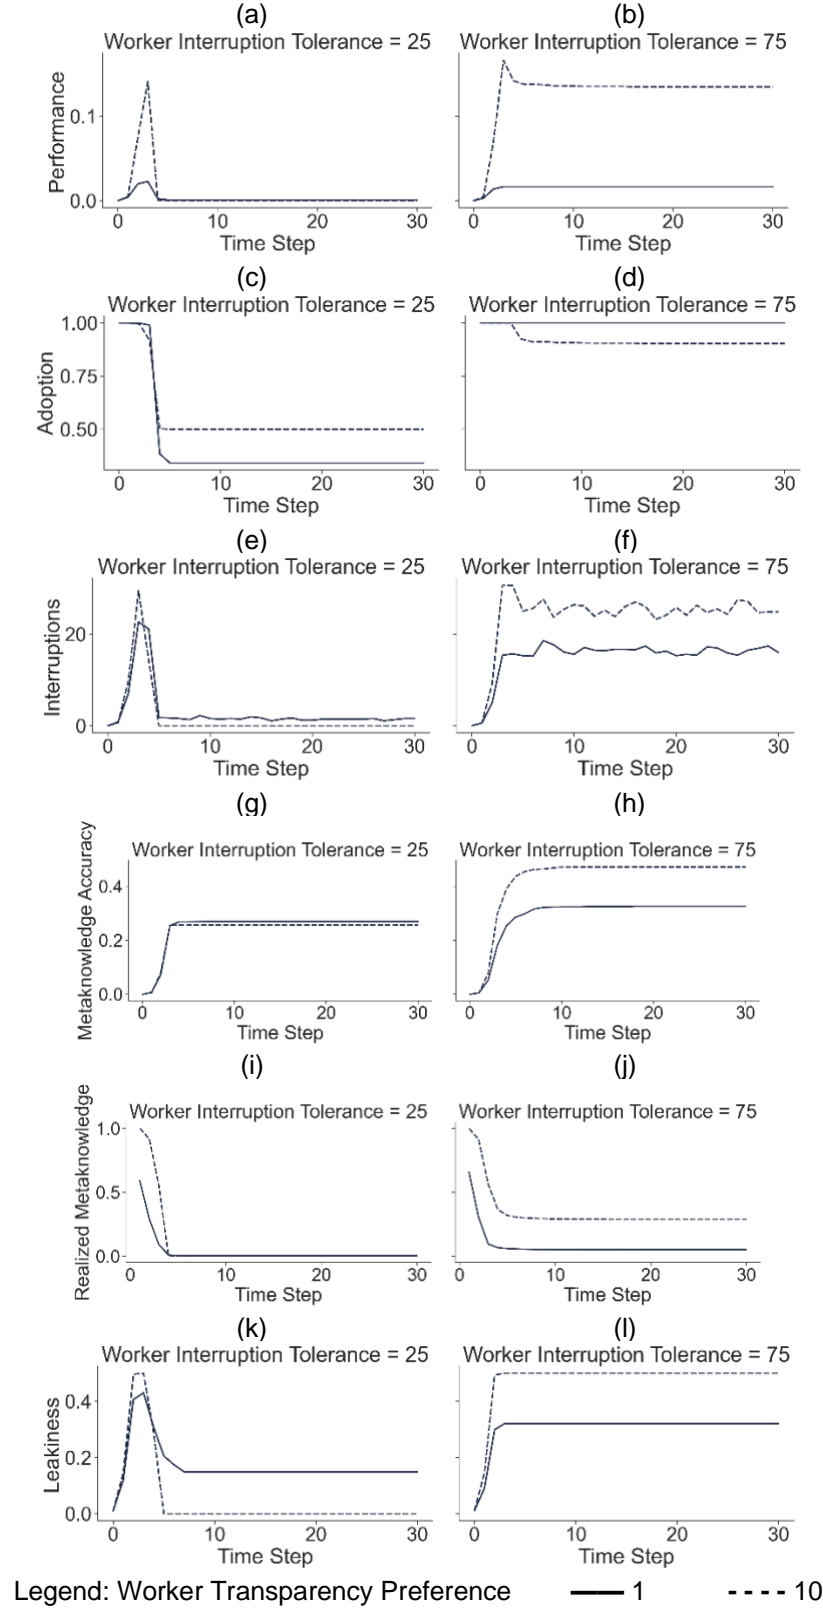 (a) (b)
Worker Interruption Tolerance = 25 Worker Interruption Tolerance = 75
Performance
0.1
0.0
0 10 20 30 0 10 20 30
Time Step Time Step
(c) (d)
Worker Interruption Tolerance = 25 Worker Interruption Tolerance = 75
Adoption
1.00
0.75
0.50
0 10 20 30 0 10 20 30
Time Step Time Step
(e) (f)
Worker Interruption Tolerance = 25 Worker Interruption Tolerance = 75
Interruptions
20
0
0 10 20 30 0 10 20 30
Time Step Time Step
(g) (h)
Worker Interruption Tolerance = 25 Worker Interruption Tolerance = 75
Metaknowledge Accuracy
0.4
0.2
0.0
0 10 20 30 0 10 20 30
Time Step Time Step
(i) (j)
Worker Interruption Tolerance = 25 Worker Interruption Tolerance = 75
Realized Metaknowledge
1.0
0.5
0.0
0 10 20 30 0 10 20 30
Time Step Time Step
(k) (l)
Worker Interruption Tolerance = 25 Worker Interruption Tolerance = 75
Leakiness
0.4
0.2
0.0
0 10 20 30 0 10 20 30
Time Step Time Step
Legend: Worker Transparency Preference 1 10